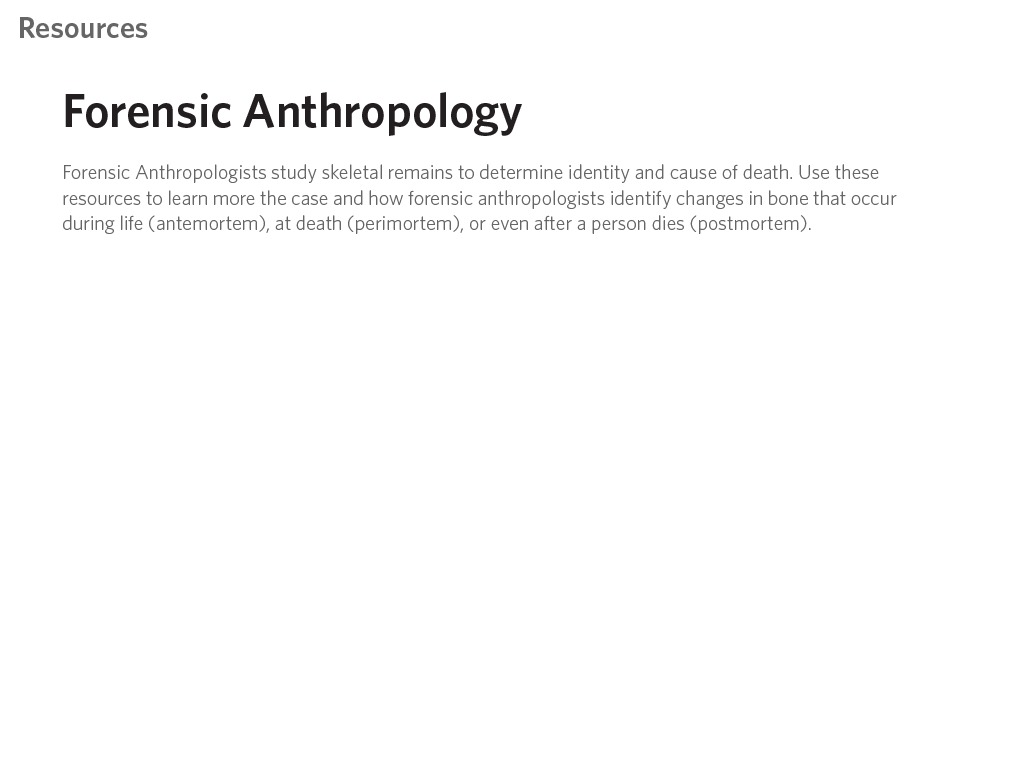 Resources
Forensic Anthropology
Forensic Anthropologists study skeletal remains to determine identity and cause of death. Use these
resources to learn more the case and how forensic anthropologists identify changes in bone that occur
during life (antemortem), at death (perimortem), or even after a person dies (postmortem).